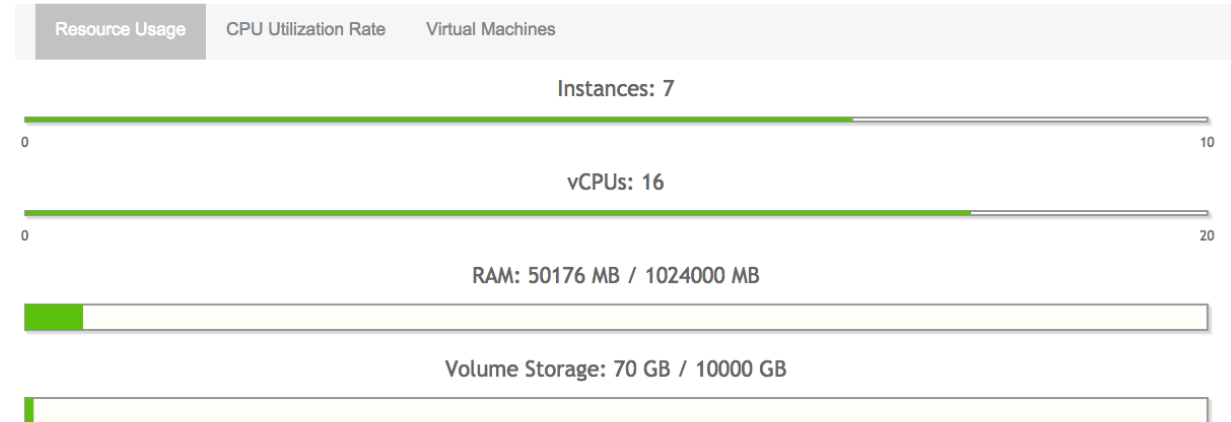 Resource Usage CPU Utilization Rate Virtual Machines
Instances: 7
0 10
vCPUs: 16
0 20
RAM: 50176 MB / 1024000 MB
Volume Storage: 70 GB / 10000 GB